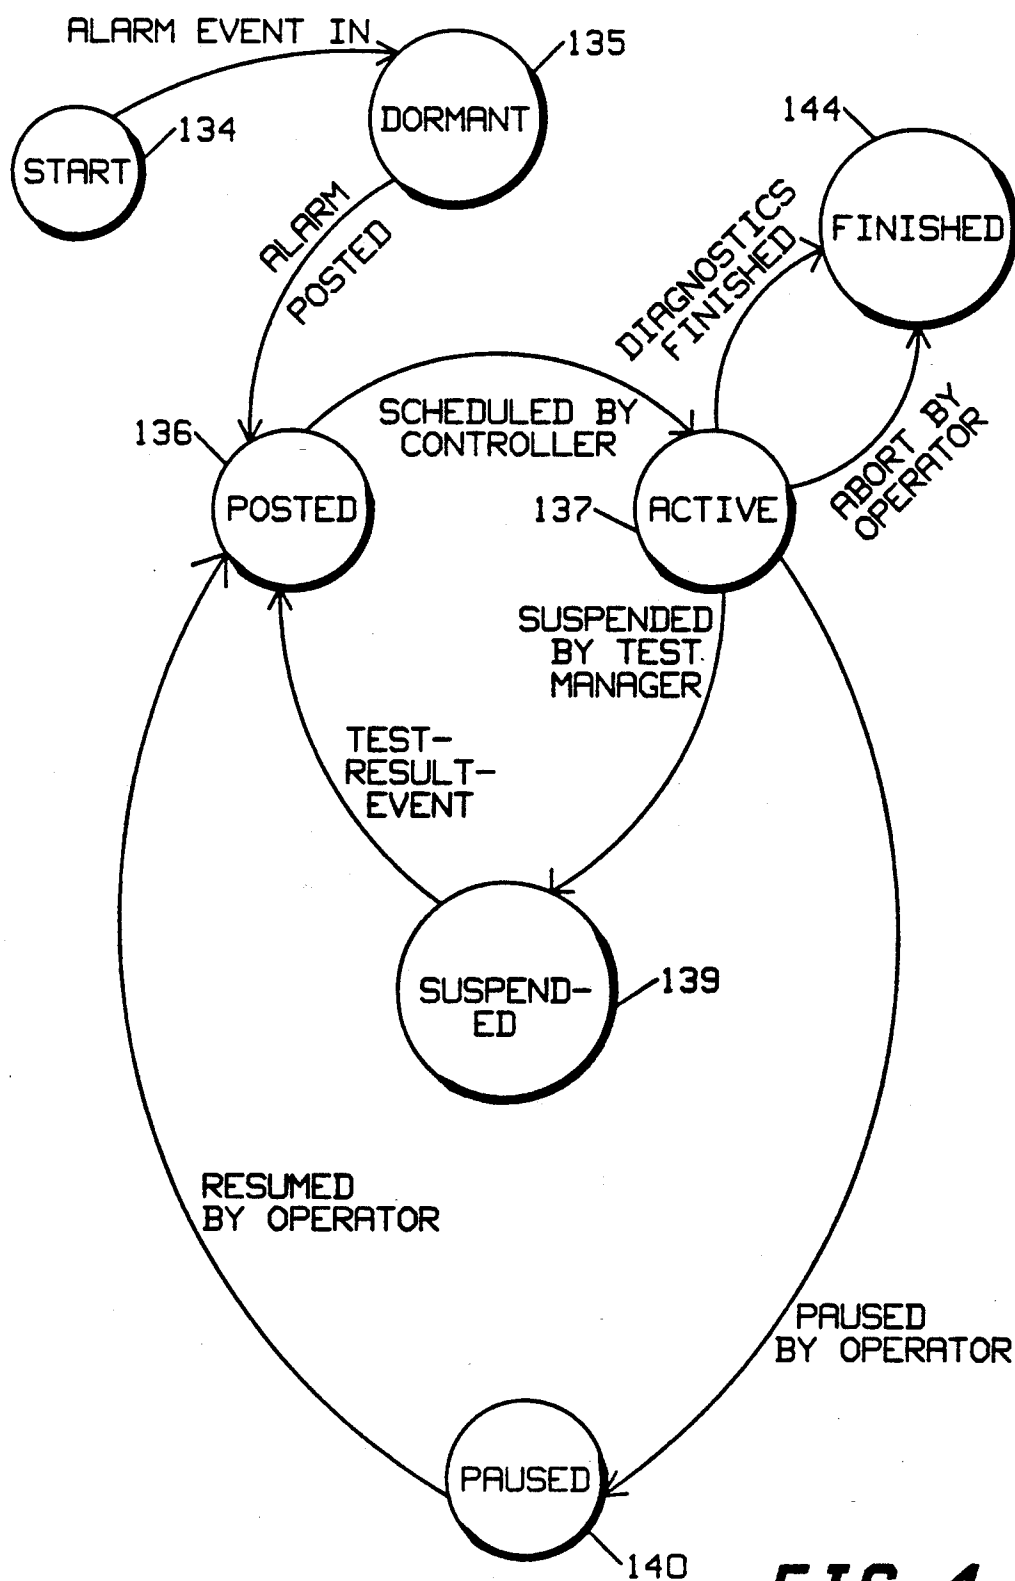 ALARM EVENT IN
135
DORMANT
134
START
144
FINISHED
ALARM
POSTED
DIAGNOSTICS
FINISHED
SCHEDULED BY
CONTROLLER
ABORT BY
OPERATOR
136
POSTED
137
ACTIVE
SUSPENDED
BY TEST
MANAGER
TEST-
RESULT-
EVENT
SUSPEND-
ED
139
RESUMED
BY OPERATOR
PAUSED
BY OPERATOR
PAUSED
140